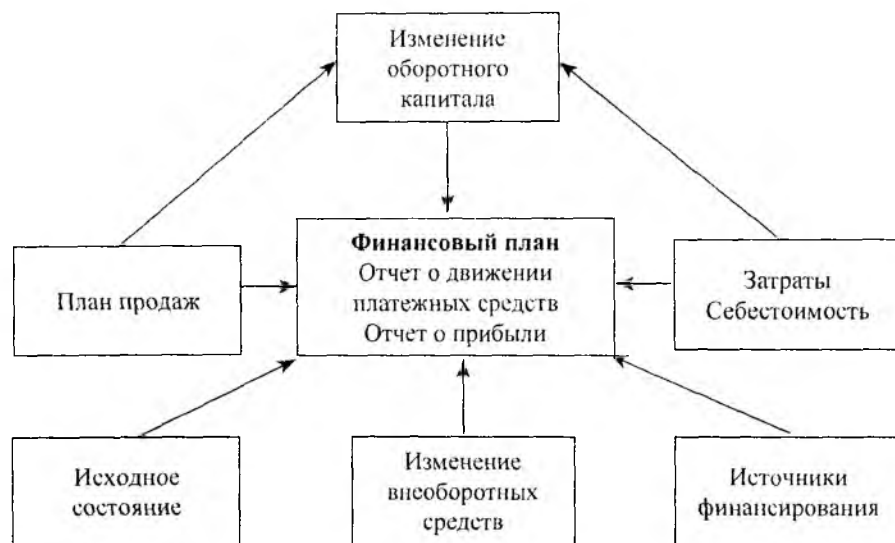 Изменение
оборотного
капитала
Финансовый план
Отчет о движении
платежных средств
Отчет о прибыли
План продаж
Затраты
Себестоимость
Исходное
состояние
Изменение
внеоборотных
средств
Источники
финансирования